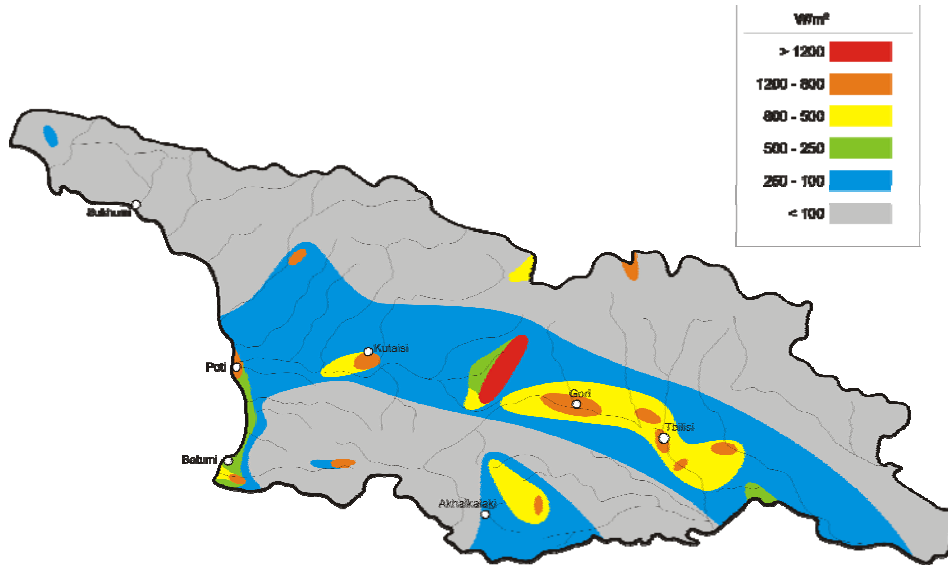 W/m²
> 1200
1200 - 800
800 - 500
500 - 250
250 - 100
< 100
Sukhumi
Kutaisi
Poti
Gori
Tbilisi
Batumi
Akhalkalaki